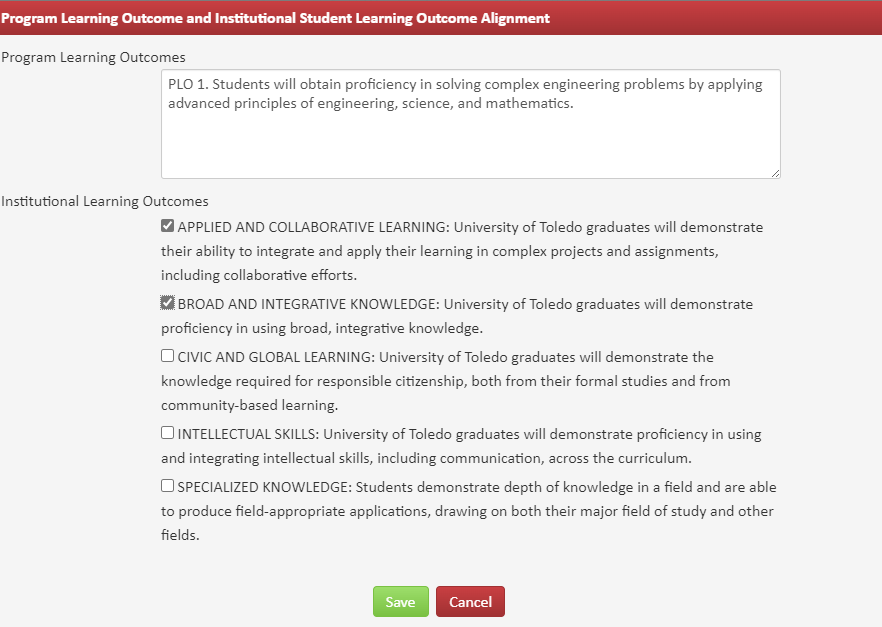 Program Learning Outcome and Institutional Student Learning Outcome Alignment
Program Learning Outcomes
PLO 1. Students will obtain proficiency in solving complex engineering problems by applying
advanced principles of engineering, science, and mathematics.
Institutional Learning Outcomes
APPLIED AND COLLABORATIVE LEARNING: University of Toledo graduates will demonstrate
their ability to integrate and apply their learning in complex projects and assignments,
including collaborative efforts.
BROAD AND INTEGRATIVE KNOWLEDGE: University of Toledo graduates will demonstrate
proficiency in using broad, integrative knowledge.
CIVIC AND GLOBAL LEARNING: University of Toledo graduates will demonstrate the
knowledge required for responsible citizenship, both from their formal studies and from
community-based learning.
INTELLECTUAL SKILLS: University of Toledo graduates will demonstrate proficiency in using
and integrating intellectual skills, including communication, across the curriculum.
SPECIALIZED KNOWLEDGE: Students demonstrate depth of knowledge in a field and are able
to produce field-appropriate applications, drawing on both their major field of study and other
fields.
Save Cancel